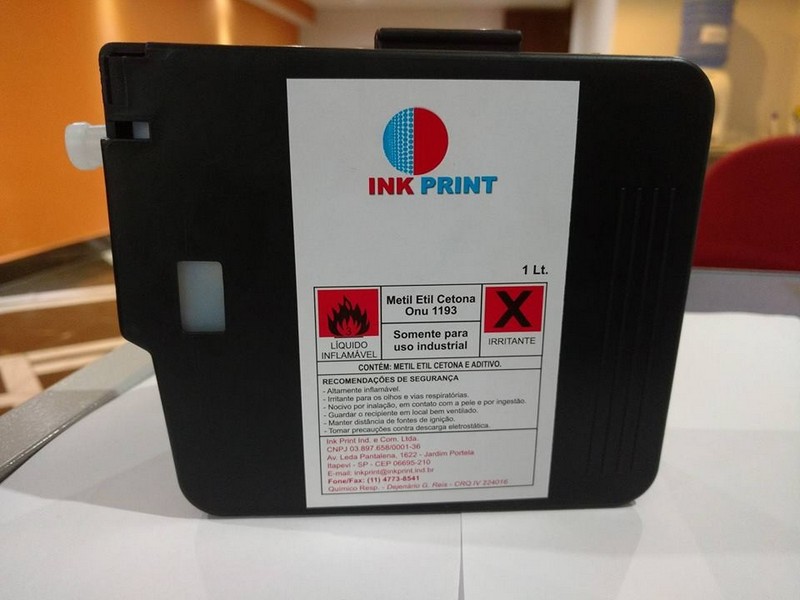 INK PRINT
1 Lt.
Metil Etil Cetona
Onu 1193
LÍQUIDO
INFLAMÁVEL
Somente para
uso industrial
X
IRRITANTE
CONTÉM: METIL ETIL CETONA E ADITIVO.
RECOMENDAÇÕES DE SEGURANÇA
- Altamente inflamável.
- Irritante para os olhos e vias respiratórias.
- Nocivo por inalação, em contato com a pele e por ingestão.
- Guardar o recipiente em local bem ventilado.
- Manter distância de fontes de ignição.
- Tomar precauções contra descarga eletrostática.
Ink Print Ind. e Com. Ltda.
CNPJ 03.897.658/0001-36
Av. Leda Pantalena, 1622 - Jardim Portela
Itapevi - SP - CEP 06695-210
E-mail: inkprint@inkprint.ind.br
Fone/Fax: (11) 4773-8541
Químico Resp. - Dejenário G. Reis - CRQ IV 224016